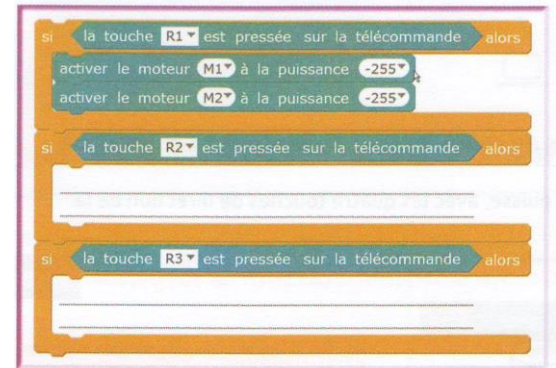 si la touche R1 est pressée sur la télécommande alors
activer le moteur M1 à la puissance -255
activer le moteur M2 à la puissance -255
si la touche R2 est pressée sur la télécommande alors
si la touche R3 est pressée sur la télécommande alors